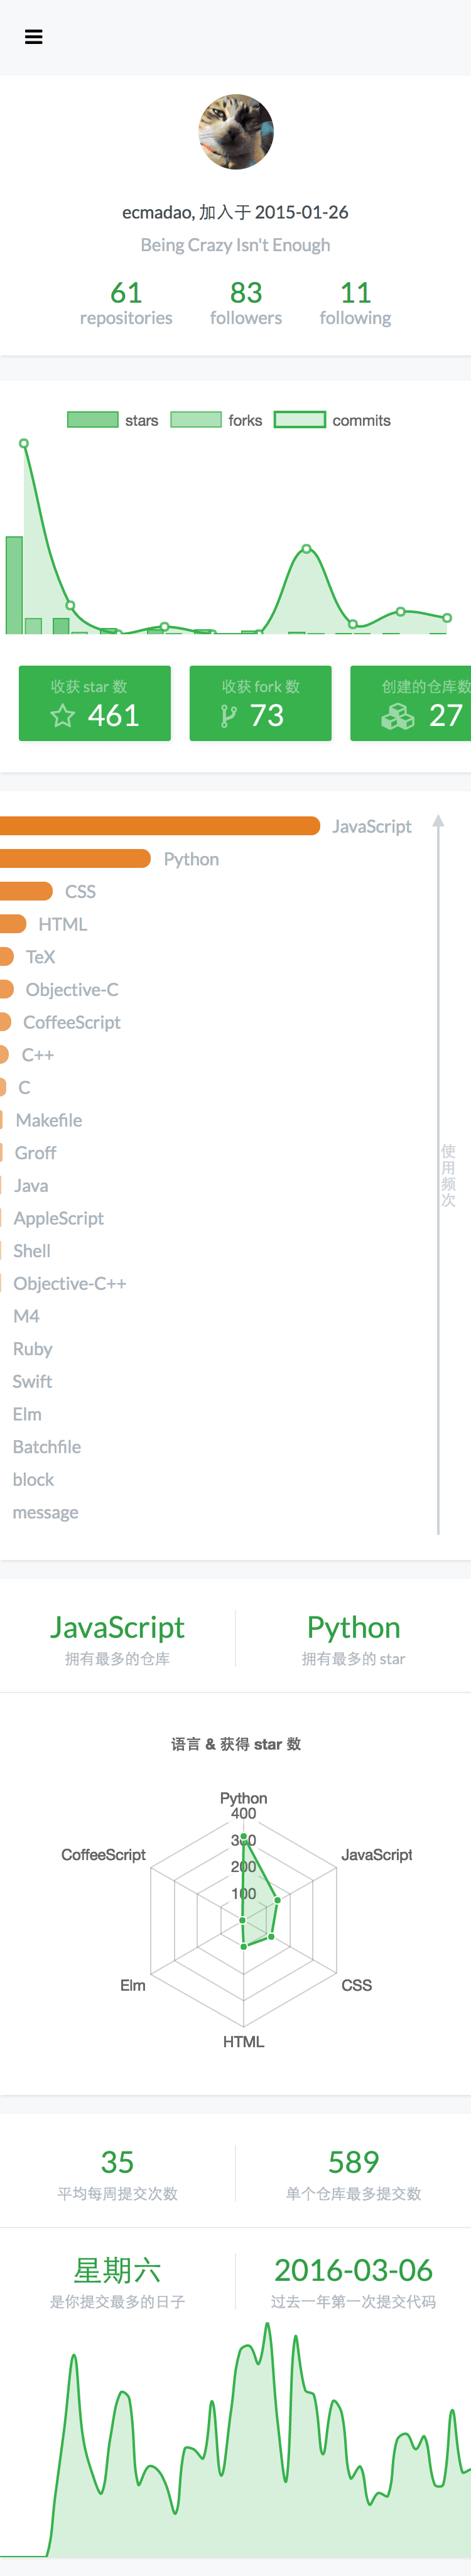 ecmadao, 加入于 2015-01-26
Being Crazy Isn't Enough
61 83 11
repositories followers following
stars forks commits
收获 star 数 收获 fork 数 创建的仓库数
461 73 27
JavaScript
Python
CSS
HTML
TeX
Objective-C
CoffeeScript
C++
C
Makefile
Groff
Java
AppleScript
Shell
Objective-C++
M4
Ruby
Swift
Elm
Batchfile
block
message
使用频次
JavaScript Python
拥有最多的仓库 拥有最多的 star
语言 & 获得 star 数
Python
400
CoffeeScript 300 JavaScript
200
100
Elm CSS
HTML
35 589
平均每周提交次数 单个仓库最多提交数
星期六 2016-03-06
是你提交最多的日子 过去一年第一次提交代码